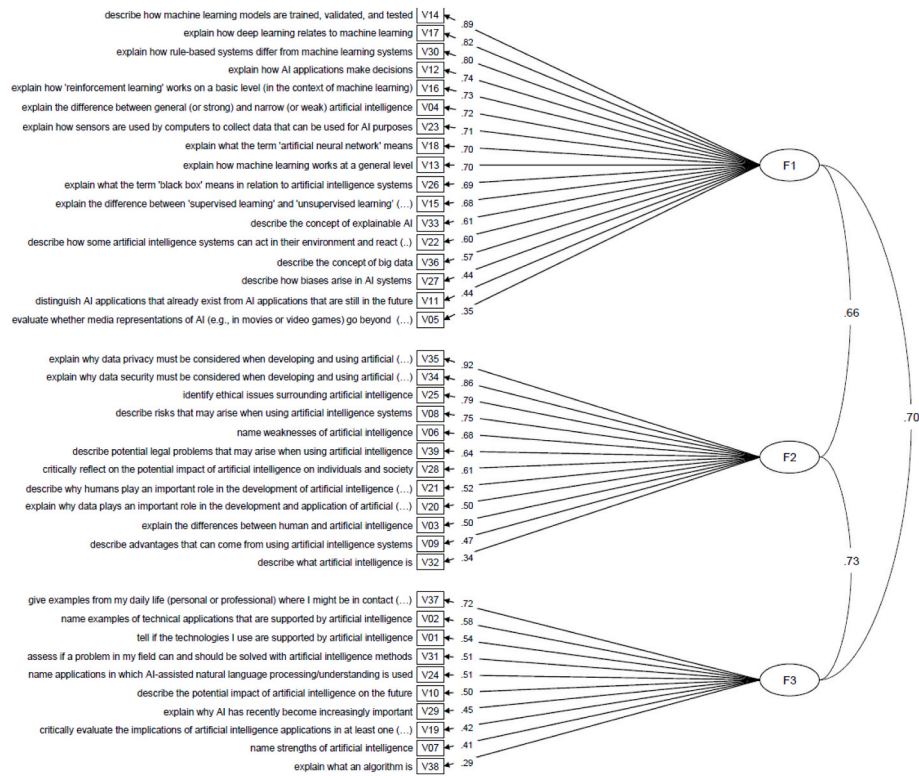 describe how machine learning models are trained, validated, and tested V14 .89
explain how deep learning relates to machine learning V17 .82
explain how rule-based systems differ from machine learning systems V30 .80
explain how AI applications make decisions V12 .74
explain how 'reinforcement learning' works on a basic level (in the context of machine learning) V16 .73
explain the difference between general (or strong) and narrow (or weak) artificial intelligence V04 .72
explain how sensors are used by computers to collect data that can be used for AI purposes V23 .71
explain what the term 'artificial neural network' means V18 .70
explain how machine learning works at a general level V13 .70
explain what the term 'black box' means in relation to artificial intelligence systems V26 .69
explain the difference between 'supervised learning' and 'unsupervised learning' (…) V15 .68
describe the concept of explainable AI V33 .61
describe how some artificial intelligence systems can act in their environment and react (..) V22 .60
describe the concept of big data V36 .57
describe how biases arise in AI systems V27 .44
distinguish AI applications that already exist from AI applications that are still in the future V11 .44
evaluate whether media representations of AI (e.g., in movies or video games) go beyond (…) V05 .35
F1
.66
.70
explain why data privacy must be considered when developing and using artificial (…) V35 .92
explain why data security must be considered when developing and using artificial (…) V34 .86
identify ethical issues surrounding artificial intelligence V25 .79
describe risks that may arise when using artificial intelligence systems V08 .75
name weaknesses of artificial intelligence V06 .68
describe potential legal problems that may arise when using artificial intelligence V39 .64
critically reflect on the potential impact of artificial intelligence on individuals and society V28 .61
describe why humans play an important role in the development of artificial intelligence (…) V21 .52
explain why data plays an important role in the development and application of artificial (…) V20 .50
explain the differences between human and artificial intelligence V03 .50
describe advantages that can come from using artificial intelligence systems V09 .47
describe what artificial intelligence is V32 .34
F2
.73
give examples from my daily life (personal or professional) where I might be in contact (…) V37 .72
name examples of technical applications that are supported by artificial intelligence V02 .58
tell if the technologies I use are supported by artificial intelligence V01 .54
assess if a problem in my field can and should be solved with artificial intelligence methods V31 .51
name applications in which AI-assisted natural language processing/understanding is used V24 .51
describe the potential impact of artificial intelligence on the future V10 .50
explain why AI has recently become increasingly important V29 .45
critically evaluate the implications of artificial intelligence applications in at least one (…) V19 .42
name strengths of artificial intelligence V07 .41
explain what an algorithm is V38 .29
F3